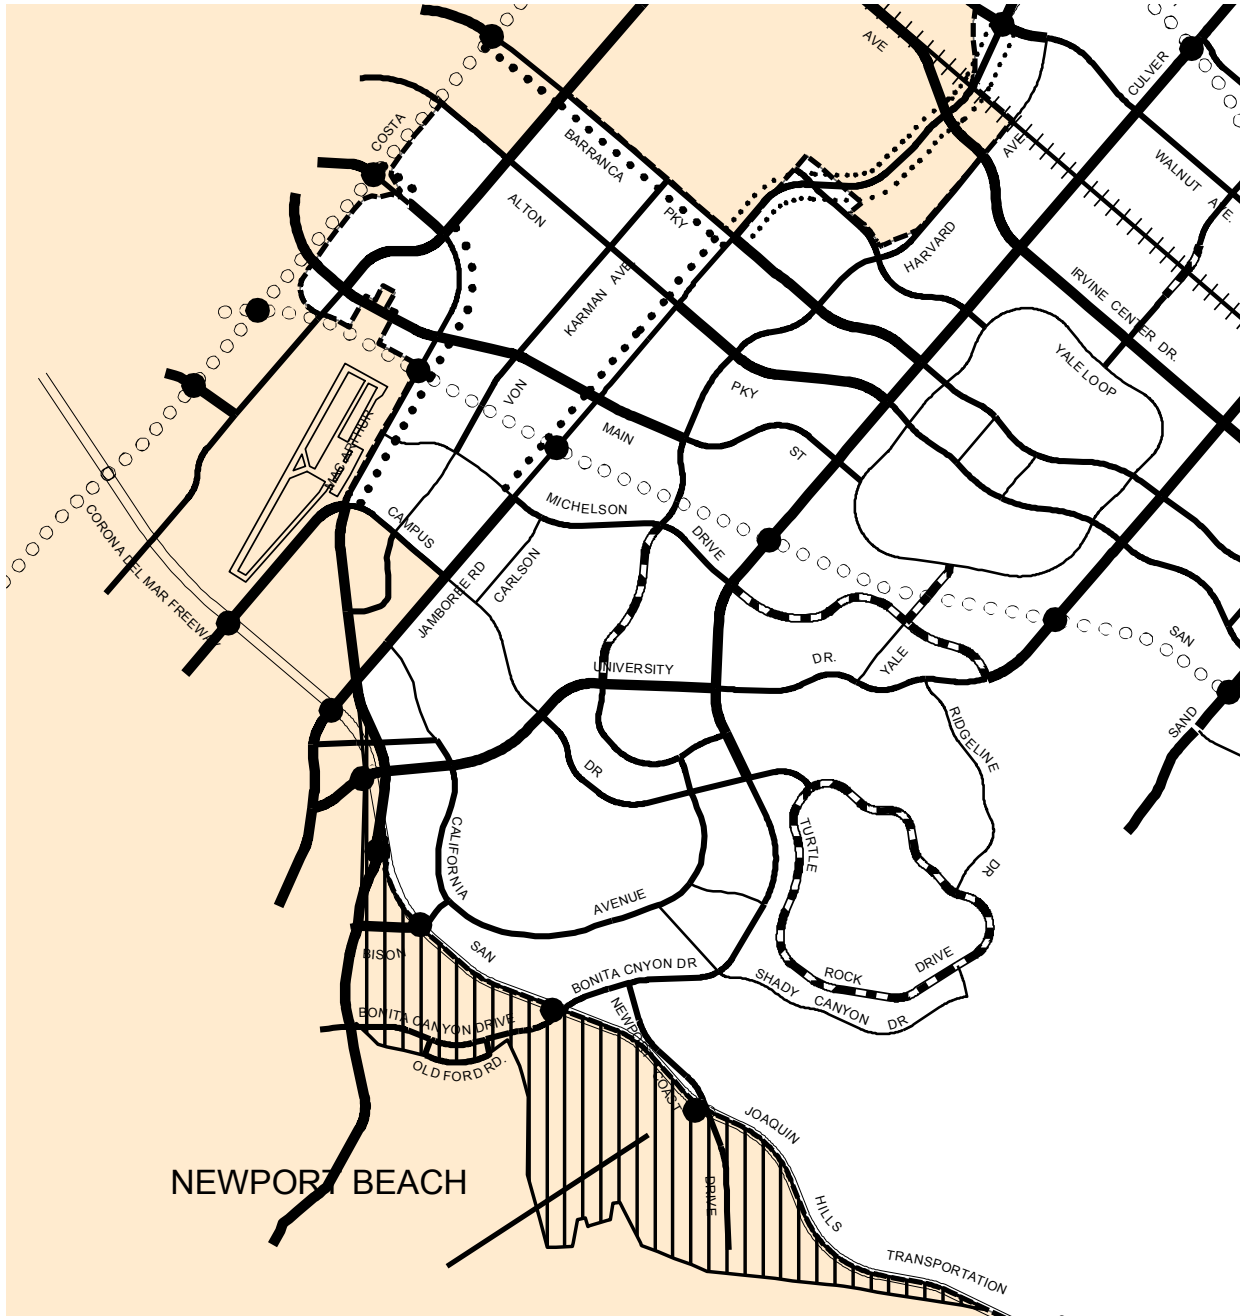 AVE
CULVER
COSTA
BARRANCA
PKY
AVE
WALNUT
AVE.
ALTON
HARVARD
KARMAN AVE
IRVINE CENTER DR.
YALE LOOP
VON
PKY
MAIN
ST
MAC ARTHUR
MICHELSON
DRIVE
CAMPUS
CORONA DEL MAR FREEWAY
JAMBOREE RD
CARLSON
SAN
UNIVERSITY
DR.
YALE
RIDGELINE
SAND
DR
CALIFORNIA
TURTLE
DR
AVENUE
BISON
SAN
BONITA CNYON DR
SHADY
CANYON
DR
ROCK
DRIVE
BONITA CANYON DRIVE
NEWPORT COAST
OLD FORD RD.
JOAQUIN
NEWPORT BEACH
DRIVE
HILLS
TRANSPORTATION